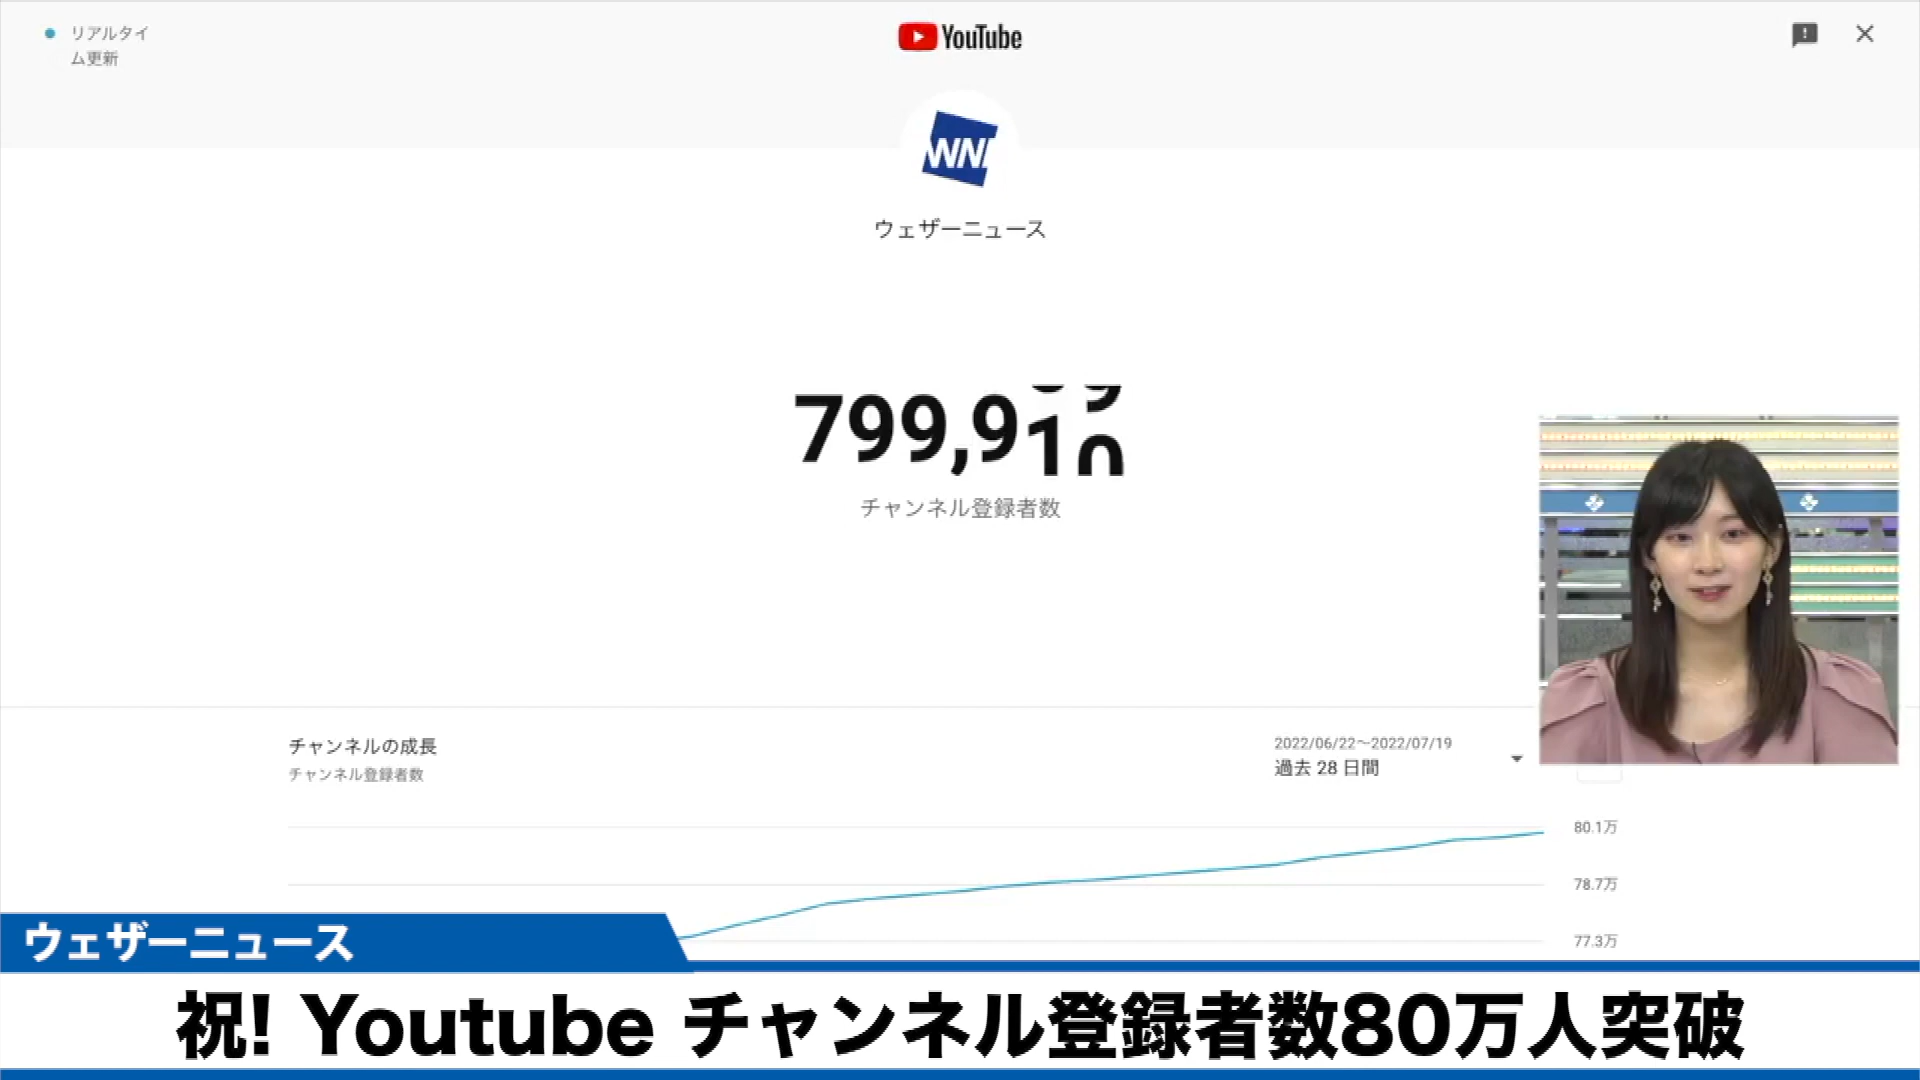 リアルタイ
ム更新
YouTube
WNI
ウェザーニュース
799,9
チャンネル登録者数
チャンネルの成長
チャンネル登録者数
2022/06/22～2022/07/19
過去 28 日間
80.1万
78.7万
77.3万
ウェザーニュース
祝! Youtube チャンネル登録者数80万人突破